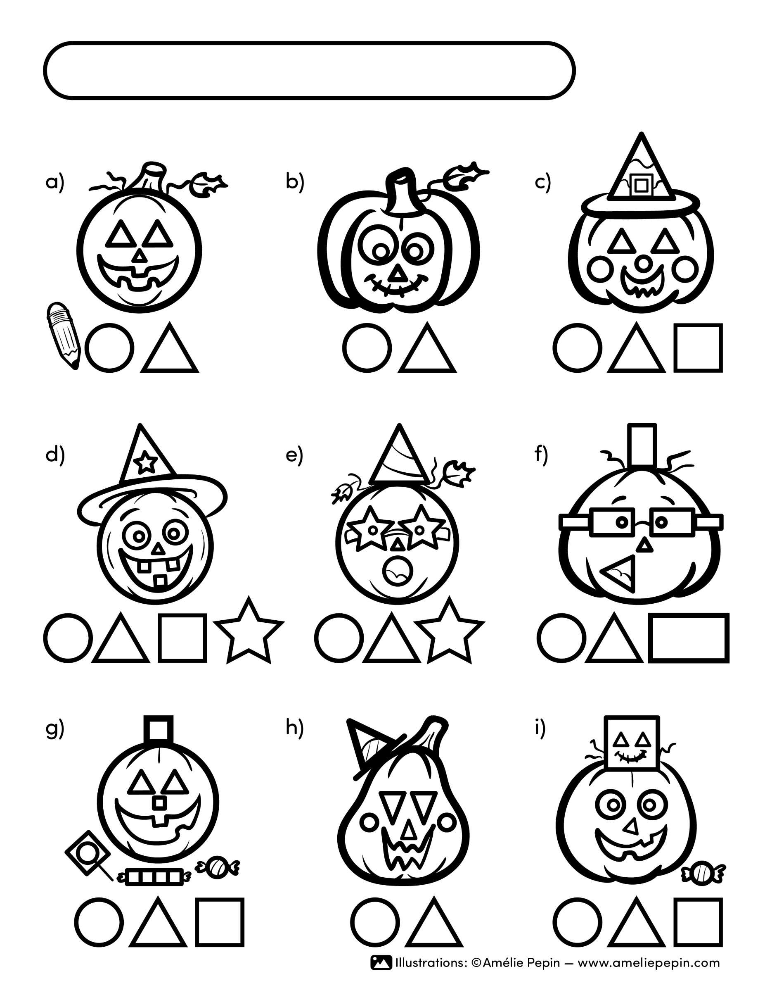 a)
b)
c)
d)
e)
f)
g)
h)
i)
Illustrations: ©Amélie Pepin — www.ameliepepin.com